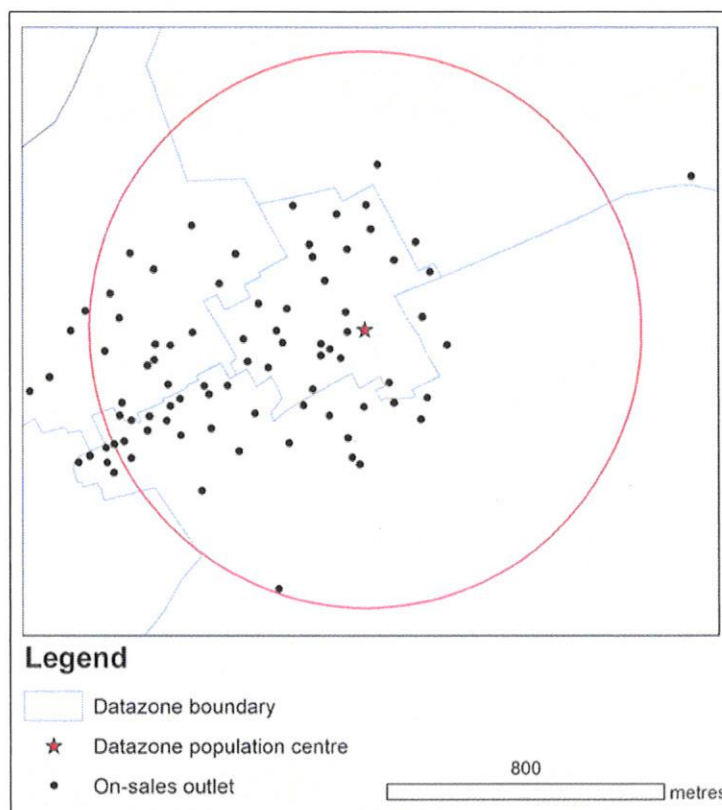 Legend
Datazone boundary
Datazone population centre
On-sales outlet
800
metres